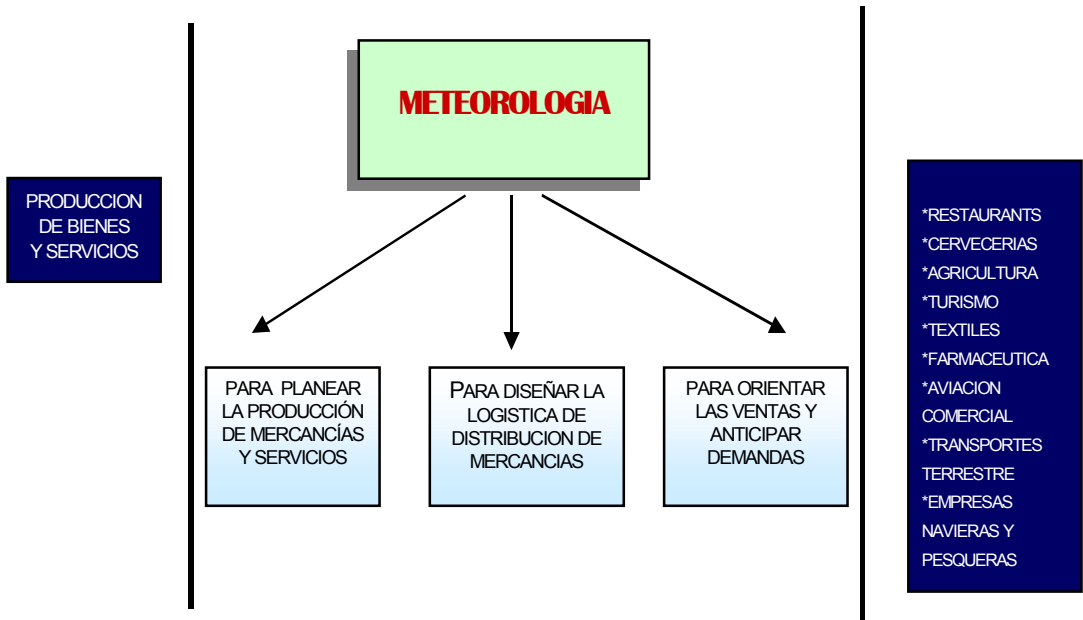 METEOROLOGIA
PRODUCCION
DE BIENES
Y SERVICIOS
PARA PLANEAR
LA PRODUCCIÓN
DE MERCANCÍAS
Y SERVICIOS
PARA DISEÑAR LA
LOGISTICA DE
DISTRIBUCION DE
MERCANCIAS
PARA ORIENTAR
LAS VENTAS Y
ANTICIPAR
DEMANDAS
*RESTAURANTS
*CERVECERIAS
*AGRICULTURA
*TURISMO
*TEXTILES
*FARMACEUTICA
*AVIACION
COMERCIAL
*TRANSPORTES
TERRESTRE
*EMPRESAS
NAVIERAS Y
PESQUERAS